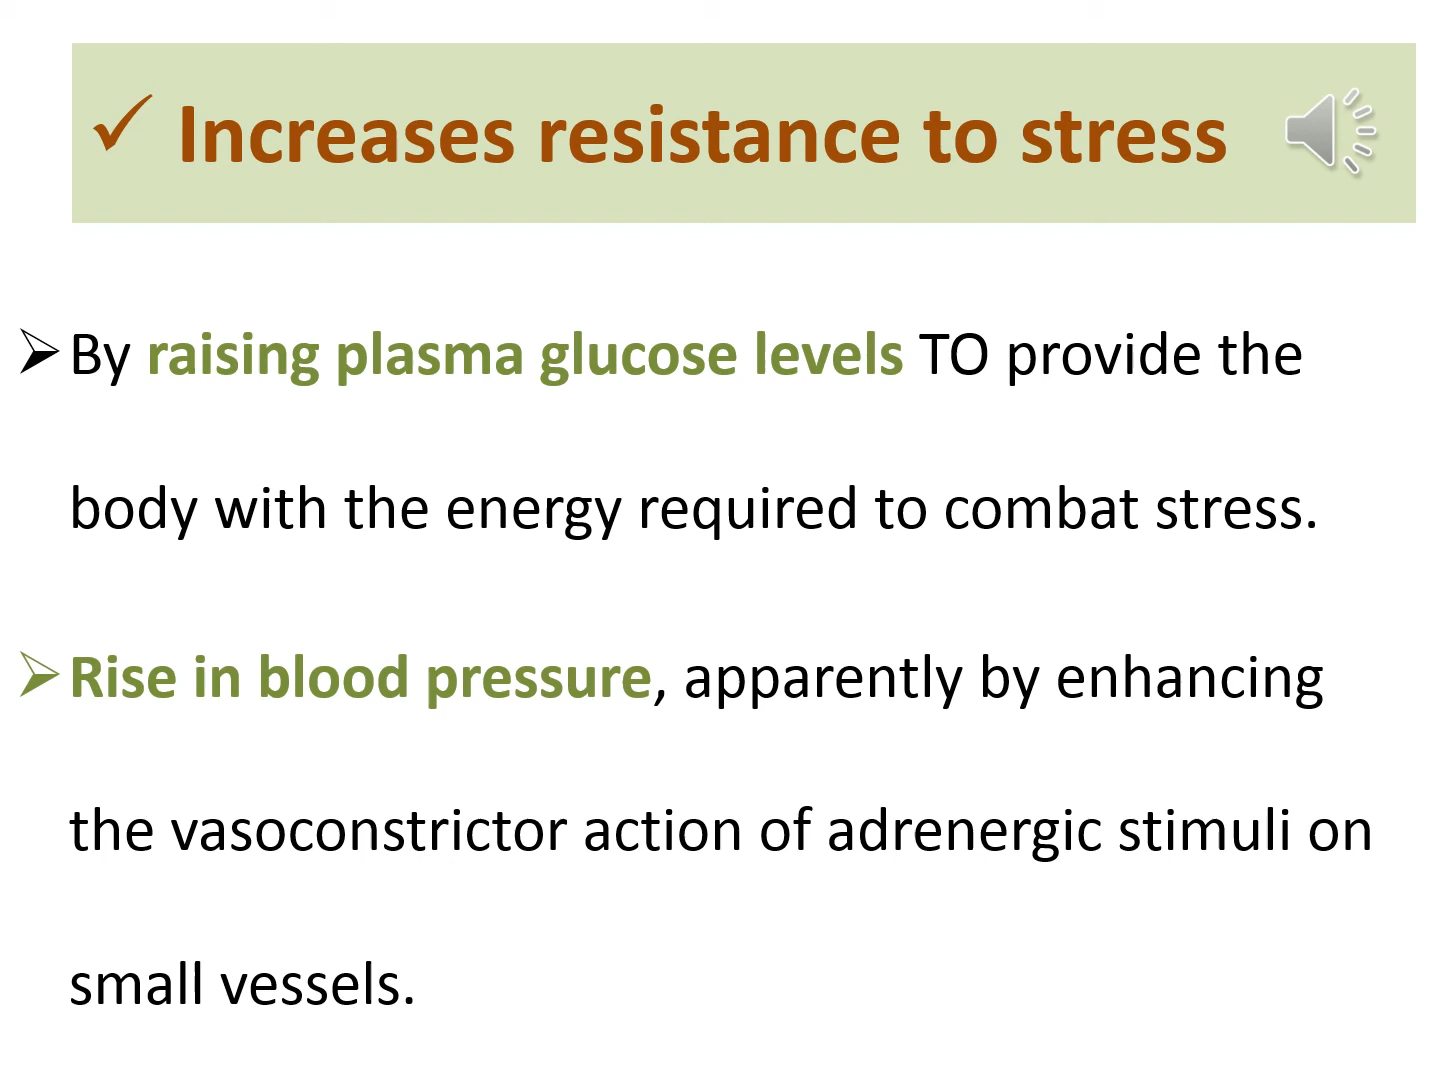 ✓ Increases resistance to stress
➢ By raising plasma glucose levels TO provide the
body with the energy required to combat stress.
➢ Rise in blood pressure, apparently by enhancing
the vasoconstrictor action of adrenergic stimuli on
small vessels.